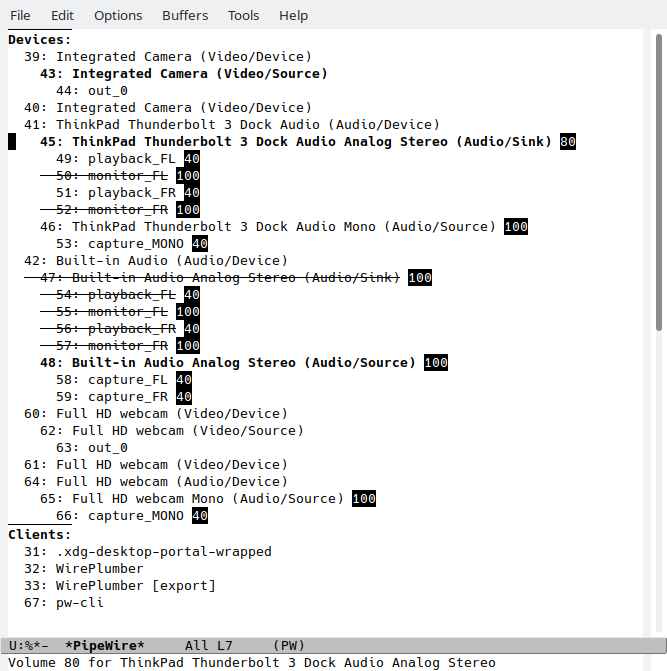 File Edit Options Buffers Tools Help
Devices:
39: Integrated Camera (Video/Device)
43: Integrated Camera (Video/Source)
44: out_0
40: Integrated Camera (Video/Device)
41: ThinkPad Thunderbolt 3 Dock Audio (Audio/Device)
45: ThinkPad Thunderbolt 3 Dock Audio Analog Stereo (Audio/Sink) 80
49: playback_FL 40
50: monitor_FL 100
51: playback_FR 40
52: monitor_FR 100
46: ThinkPad Thunderbolt 3 Dock Audio Mono (Audio/Source) 100
53: capture_MONO 40
42: Built-in Audio (Audio/Device)
47: Built-in Audio Analog Stereo (Audio/Sink) 100
54: playback_FL 40
55: monitor_FL 100
56: playback_FR 40
57: monitor_FR 100
48: Built-in Audio Analog Stereo (Audio/Source) 100
58: capture_FL 40
59: capture_FR 40
60: Full HD webcam (Video/Device)
62: Full HD webcam (Video/Source)
63: out_0
61: Full HD webcam (Video/Device)
64: Full HD webcam (Audio/Device)
65: Full HD webcam Mono (Audio/Source) 100
66: capture_MONO 40
Clients:
31: .xdg-desktop-portal-wrapped
32: WirePlumber
33: WirePlumber [export]
67: pw-cli
U:%*-  *PipeWire*     All L7     (PW)
Volume 80 for ThinkPad Thunderbolt 3 Dock Audio Analog Stereo